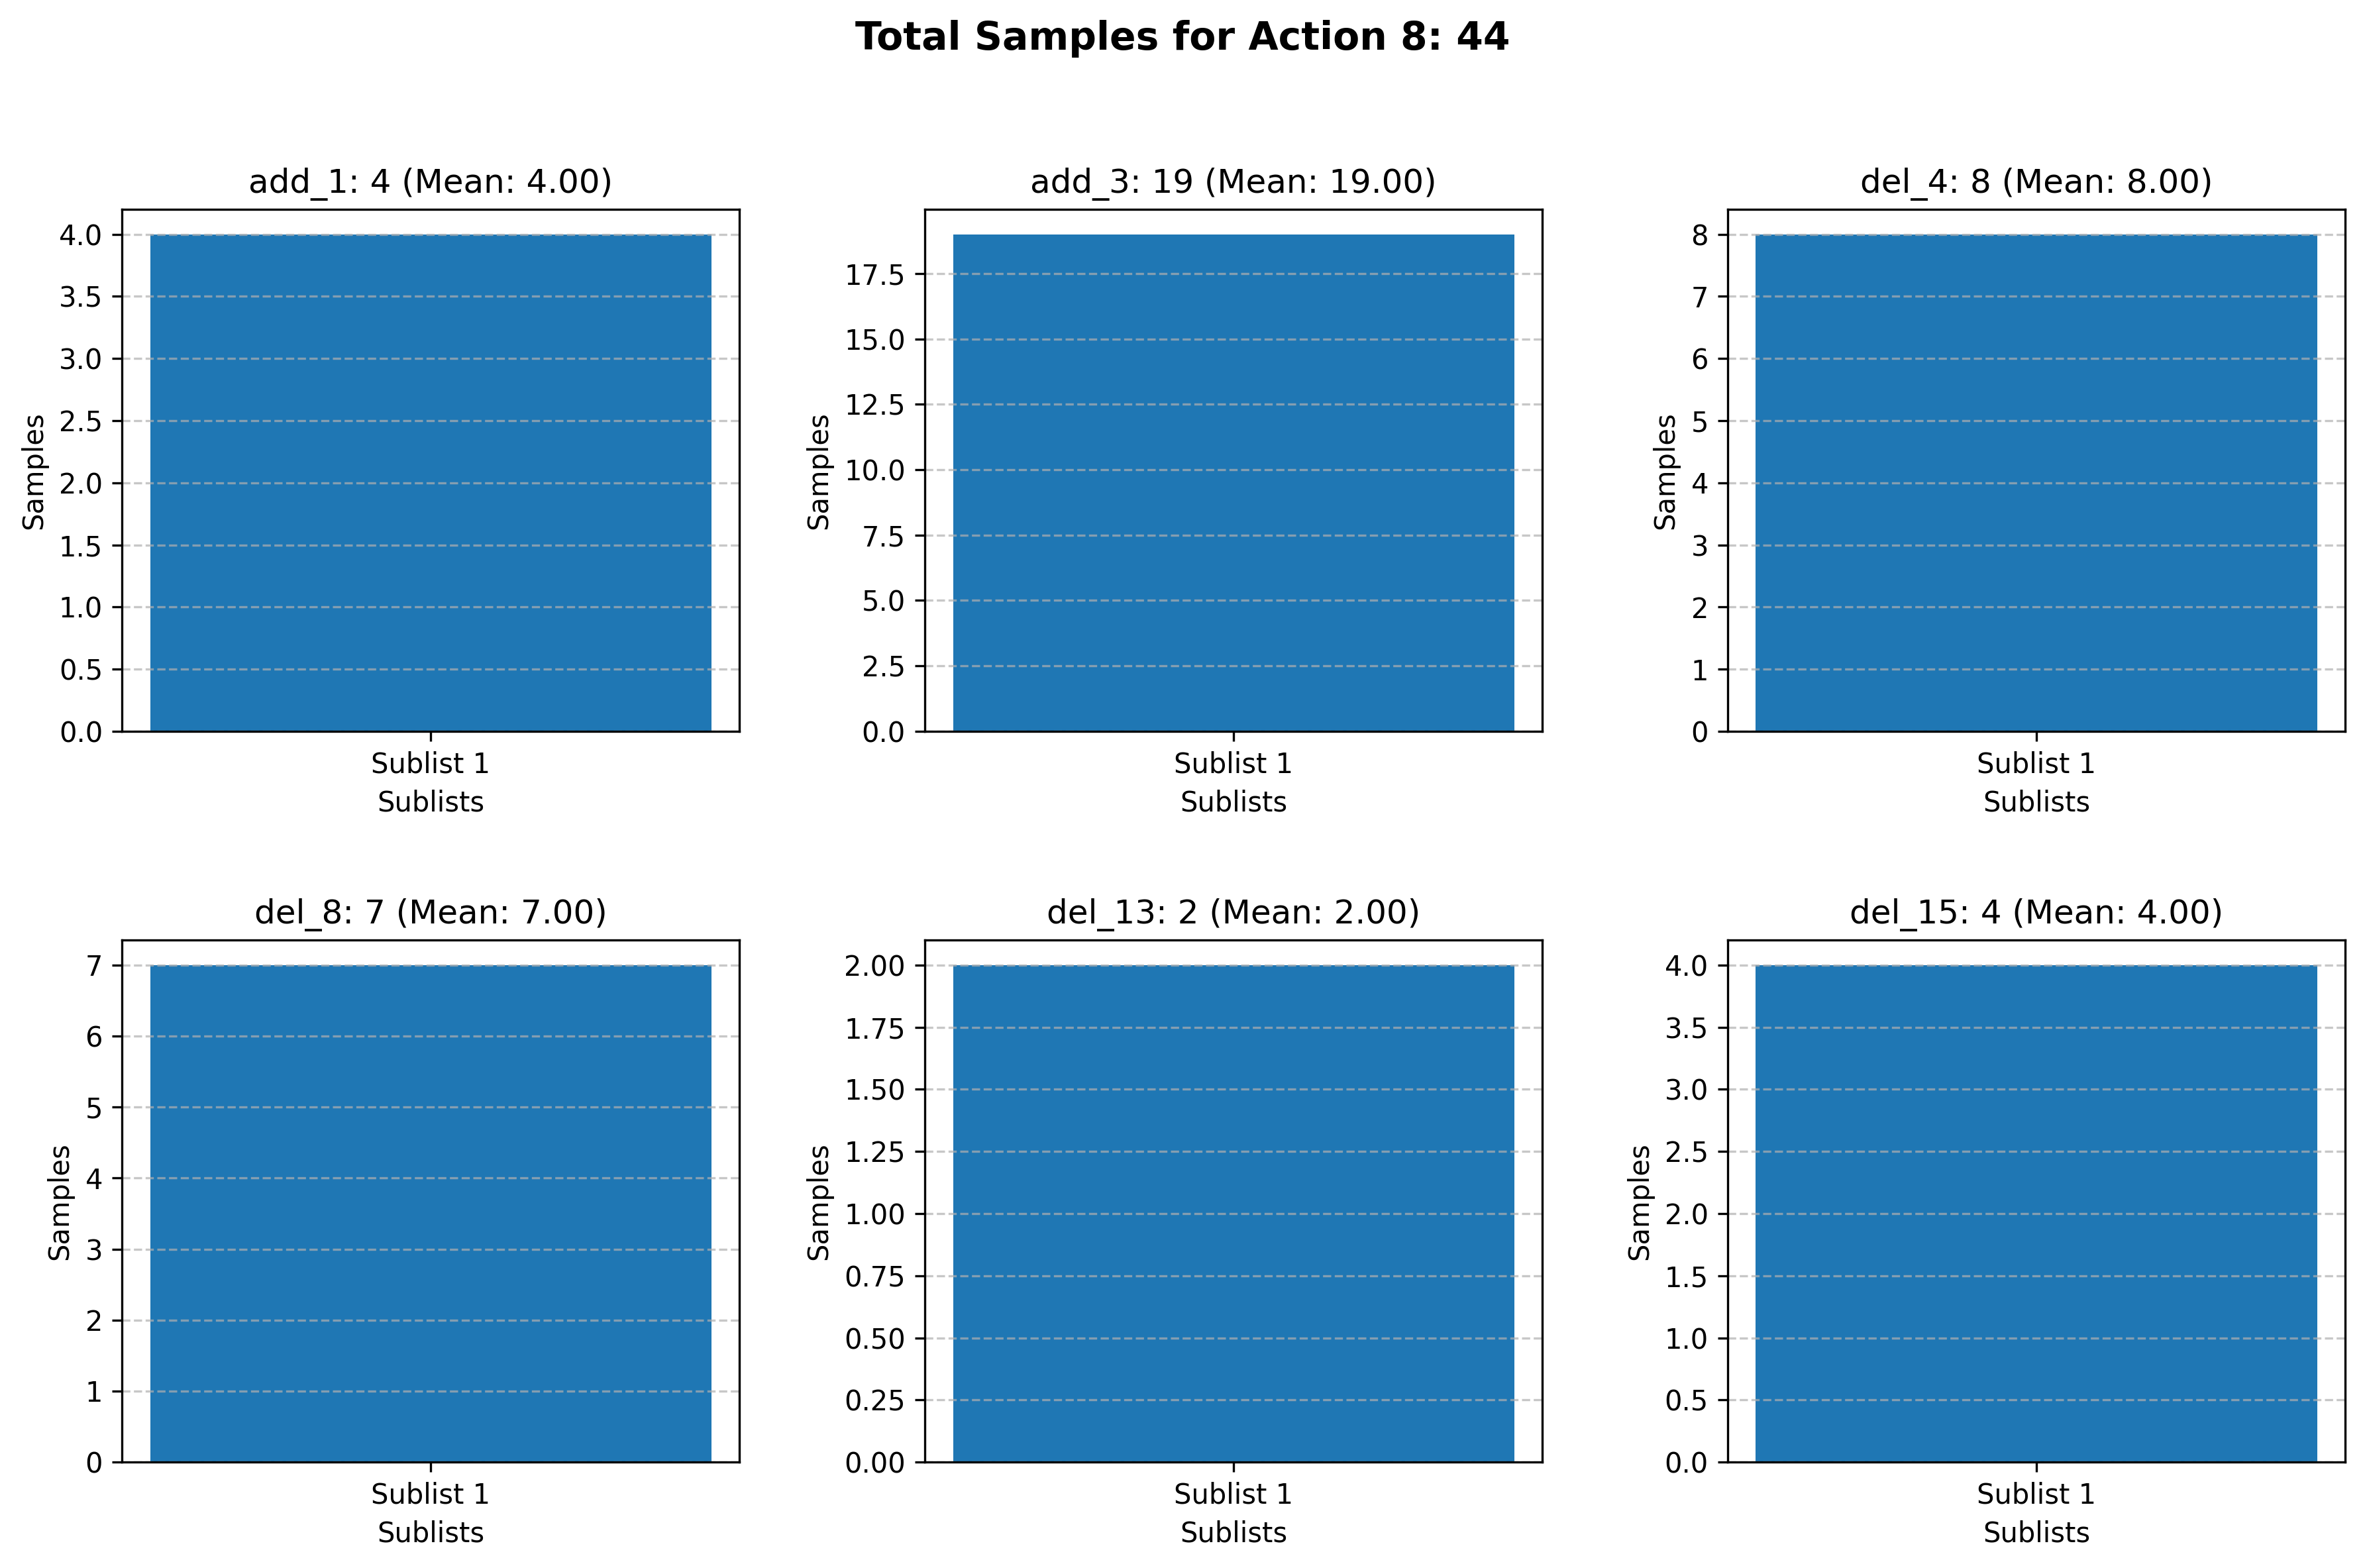 Total Samples for Action 8: 44
add_1: 4 (Mean: 4.00)
4.0
3.5
3.0
2.5
2.0
1.5
1.0
0.5
0.0
Samples
Sublist 1
Sublists
add_3: 19 (Mean: 19.00)
17.5
15.0
12.5
10.0
7.5
5.0
2.5
0.0
Samples
Sublist 1
Sublists
del_4: 8 (Mean: 8.00)
8
7
6
5
4
3
2
1
0
Samples
Sublist 1
Sublists
del_8: 7 (Mean: 7.00)
7
6
5
4
3
2
1
0
Samples
Sublist 1
Sublists
del_13: 2 (Mean: 2.00)
2.00
1.75
1.50
1.25
1.00
0.75
0.50
0.25
0.00
Samples
Sublist 1
Sublists
del_15: 4 (Mean: 4.00)
4.0
3.5
3.0
2.5
2.0
1.5
1.0
0.5
0.0
Samples
Sublist 1
Sublists